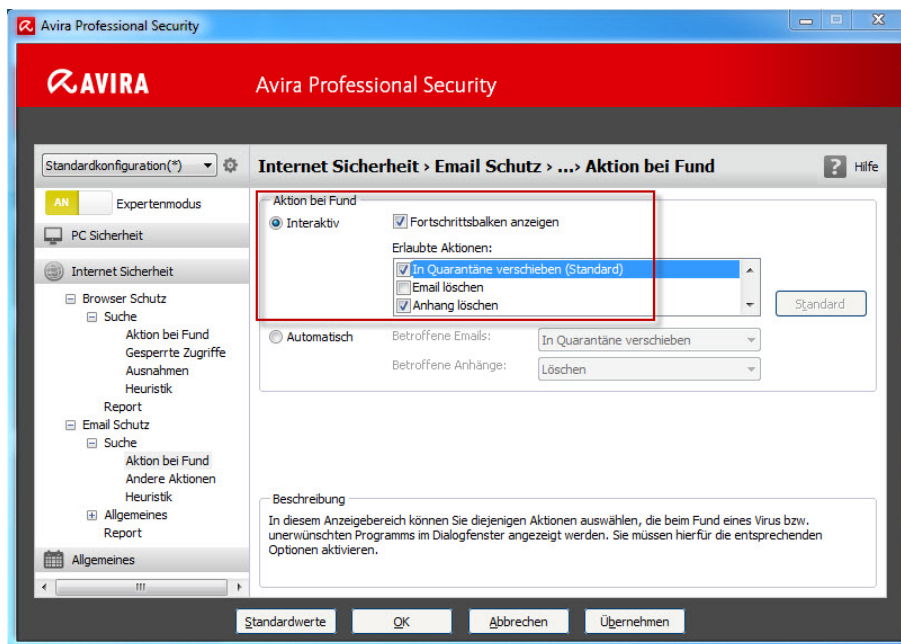 Avira Professional Security
AVIRA
Avira Professional Security
Standardkonfiguration(*)
Internet Sicherheit › Email Schutz › ...› Aktion bei Fund
? Hilfe
AN Expertenmodus
PC Sicherheit
Internet Sicherheit
Browser Schutz
Suche
Aktion bei Fund
Gesperrte Zugriffe
Ausnahmen
Heuristik
Report
Email Schutz
Suche
Aktion bei Fund
Andere Aktionen
Heuristik
Allgemeines
Report
Allgemeines
Aktion bei Fund
Interaktiv
Fortschrittsbalken anzeigen
Erlaubte Aktionen:
In Quarantäne verschieben (Standard)
Email löschen
Anhang löschen
Standard
Automatisch
Betroffene Emails:
In Quarantäne verschieben
Betroffene Anhänge:
Löschen
Beschreibung
In diesem Anzeigebereich können Sie diejenigen Aktionen auswählen, die beim Fund eines Virus bzw.
unerwünschten Programms im Dialogfenster angezeigt werden. Sie müssen hierfür die entsprechenden
Optionen aktivieren.
Standardwerte
OK
Abbrechen
Übernehmen